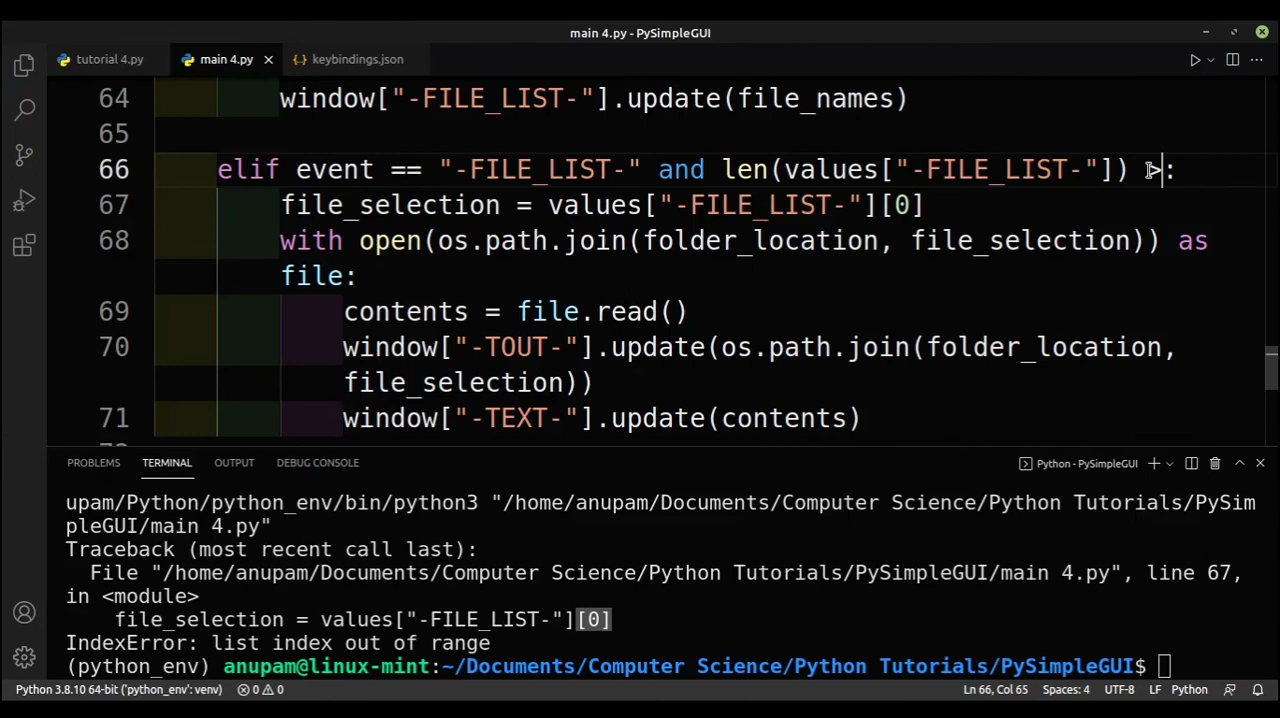 main 4.py - PySimpleGUI
tutorial 4.py main 4.py keybindings.json
64 window["-FILE_LIST-"].update(file_names)
65
66 elif event == "-FILE_LIST-" and len(values["-FILE_LIST-"]) >:
67 file_selection = values["-FILE_LIST-"][0]
68 with open(os.path.join(folder_location, file_selection)) as
file:
69 contents = file.read()
70 window["-TOUT-"].update(os.path.join(folder_location,
file_selection))
71 window["-TEXT-"].update(contents)
PROBLEMS TERMINAL OUTPUT DEBUG CONSOLE Python - PySimpleGUI
upam/Python/python_env/bin/python3 "/home/anupam/Documents/Computer Science/Python Tutorials/PySim
pleGUI/main 4.py"
Traceback (most recent call last):
File "/home/anupam/Documents/Computer Science/Python Tutorials/PySimpleGUI/main 4.py", line 67,
in <module>
file_selection = values["-FILE_LIST-"][0]
IndexError: list index out of range
(python_env) anupam@linux-mint:~/Documents/Computer Science/Python Tutorials/PySimpleGUI$
Python 3.8.10 64-bit ('python_env': venv) 0 0 Ln 66, Col 65 Spaces: 4 UTF-8 LF Python